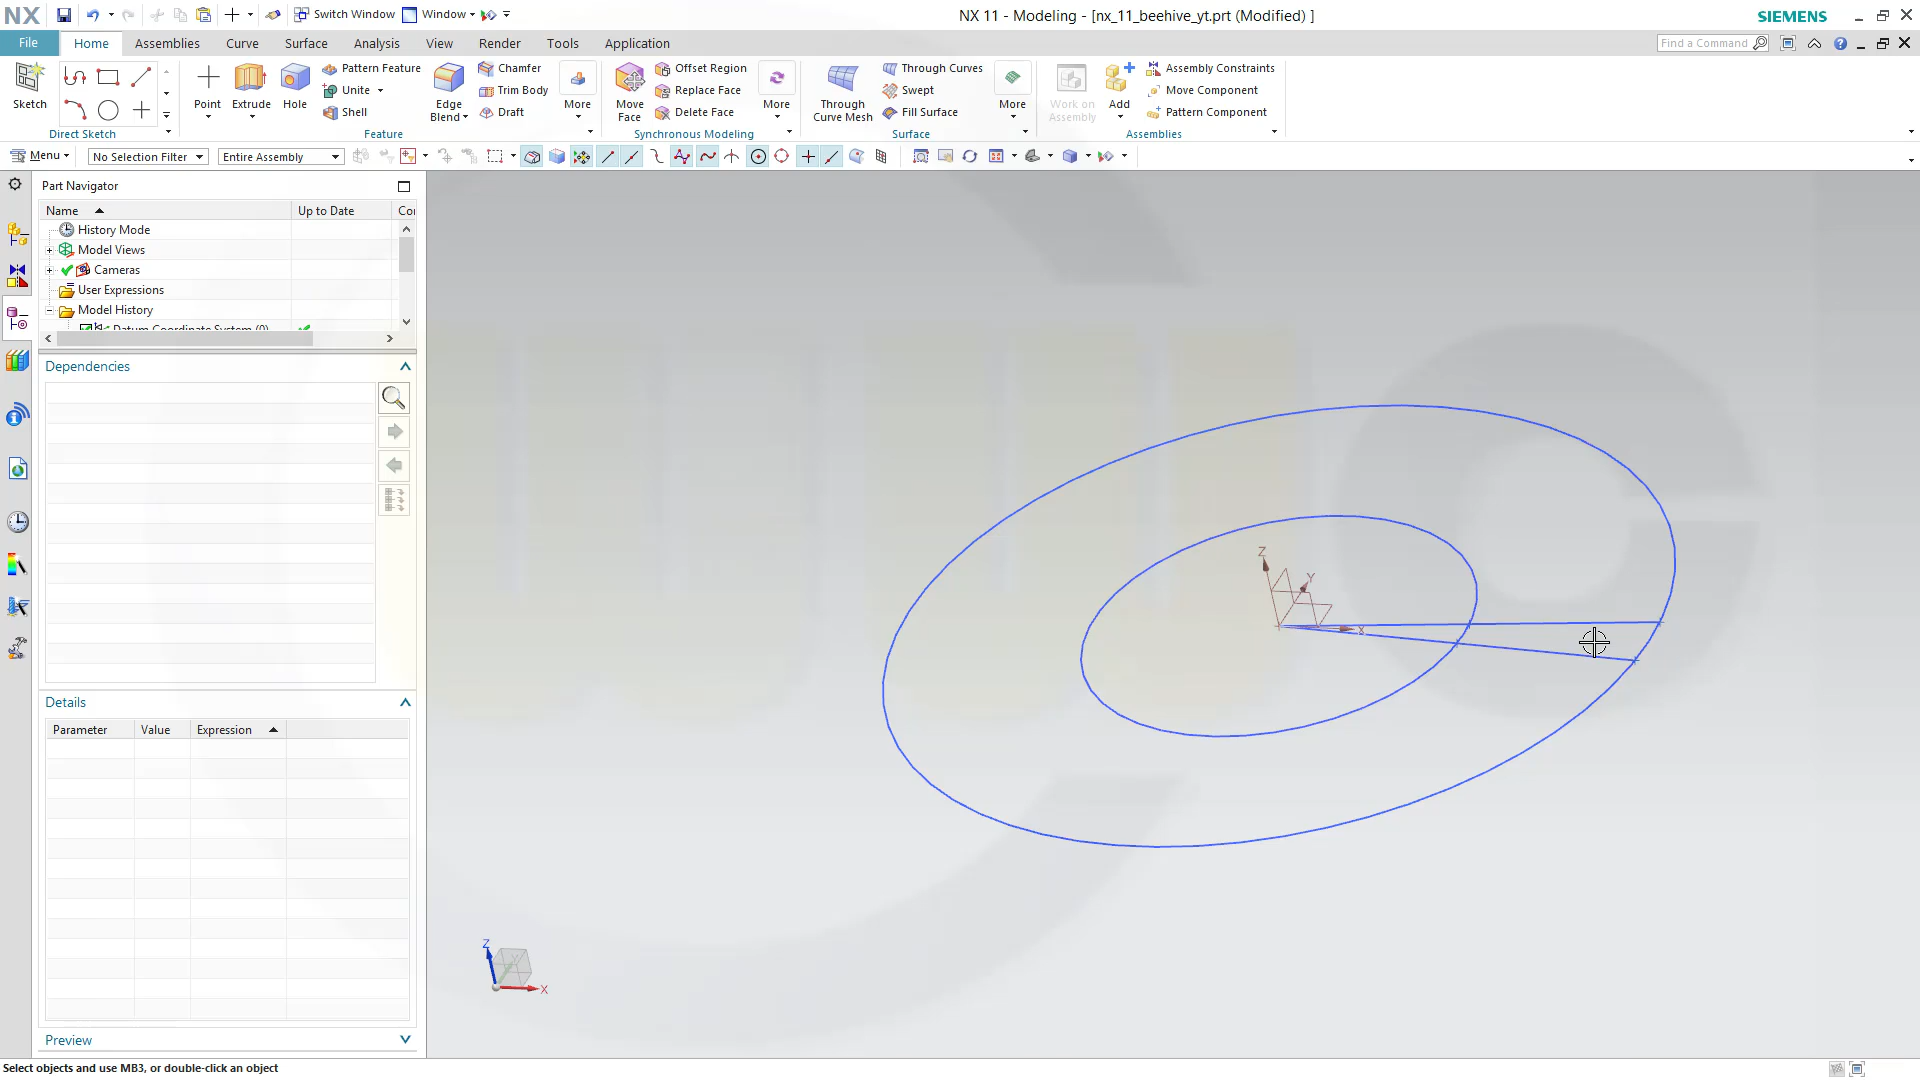 NX Switch Window Window NX 11 - Modeling - [nx_11_beehive_yt.prt (Modified) ] SIEMENS
File Home Assemblies Curve Surface Analysis View Render Tools Application Find a Command
Sketch
Direct Sketch
Point Extrude Hole
Pattern Feature
Unite
Shell
Edge
Blend
Chamfer
Trim Body
Draft
More
Feature
Move
Face
Offset Region
Replace Face
Delete Face
More
Synchronous Modeling
Through
Curve Mesh
Through Curves
Swept
Fill Surface
More
Surface
Work on
Assembly
Add
Assembly Constraints
Move Component
Pattern Component
Assemblies
Menu No Selection Filter Entire Assembly
Part Navigator
Name Up to Date Co
History Mode
Model Views
Cameras
User Expressions
Model History
Datum Coordinate System (0)
Dependencies
Details
Parameter Value Expression
Preview
Z
Y
X
Z
X
Select objects and use MB3, or double-click an object